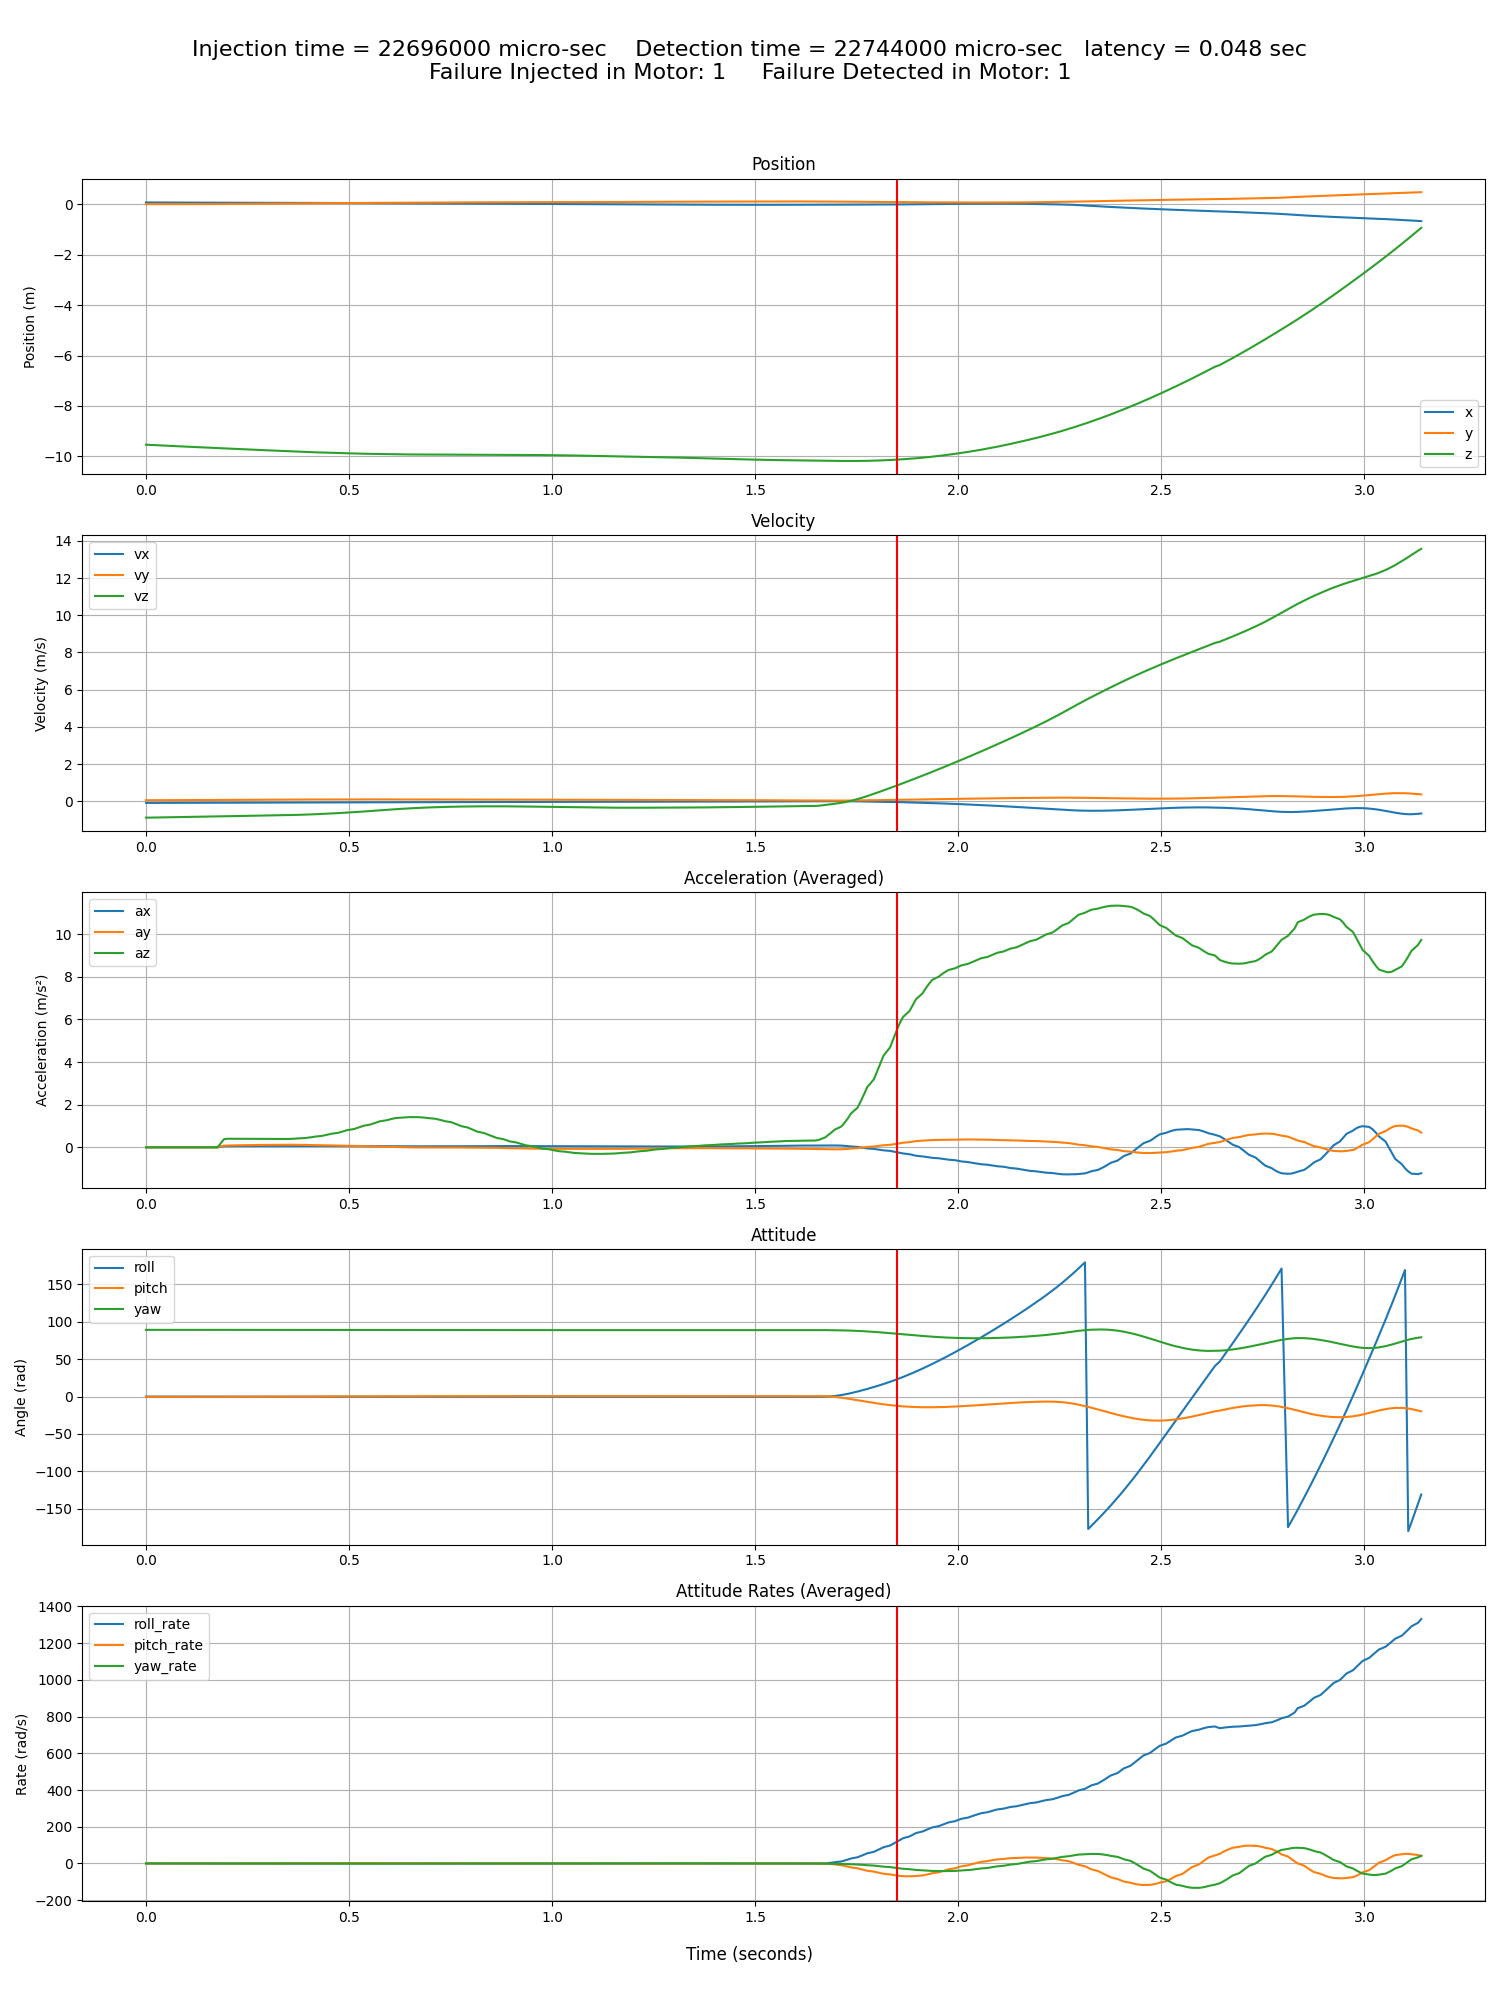 Injection time = 22696000 micro-sec    Detection time = 22744000 micro-sec   latency = 0.048 sec
Failure Injected in Motor: 1     Failure Detected in Motor: 1
Position
Position (m)
0
−2
−4
−6
−8
−10
x
y
z
0.0 0.5 1.0 1.5 2.0 2.5 3.0
Velocity
Velocity (m/s)
14
12
10
8
6
4
2
0
vx
vy
vz
0.0 0.5 1.0 1.5 2.0 2.5 3.0
Acceleration (Averaged)
Acceleration (m/s²)
10
8
6
4
2
0
ax
ay
az
0.0 0.5 1.0 1.5 2.0 2.5 3.0
Attitude
Angle (rad)
150
100
50
0
−50
−100
−150
roll
pitch
yaw
0.0 0.5 1.0 1.5 2.0 2.5 3.0
Attitude Rates (Averaged)
Rate (rad/s)
1400
1200
1000
800
600
400
200
0
−200
roll_rate
pitch_rate
yaw_rate
0.0 0.5 1.0 1.5 2.0 2.5 3.0
Time (seconds)